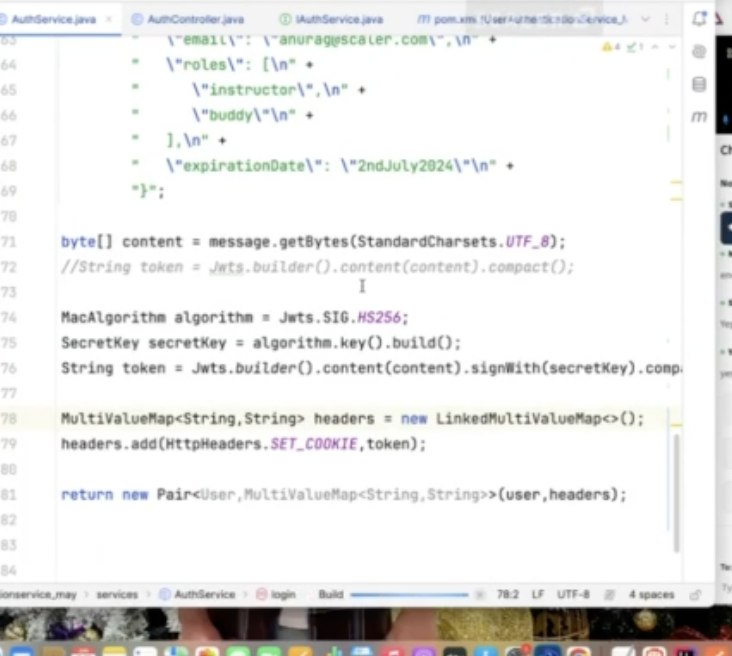 AuthService.java AuthController.java IAuthService.java pom.xml
63 "   \"email\": \"anurag@scaler.com\",\n" + 4 1
64 "   \"roles\": [\n" +
65 "      \"instructor\",\n" +
66 "      \"buddy\"\n" +
67 "   ],\n" +
68 "   \"expirationDate\": \"2ndJuly2024\"\n" +
69 "}";
70
71 byte[] content = message.getBytes(StandardCharsets.UTF_8);
72 //String token = Jwts.builder().content(content).compact();
73
74 MacAlgorithm algorithm = Jwts.SIG.HS256;
75 SecretKey secretKey = algorithm.key().build();
76 String token = Jwts.builder().content(content).signWith(secretKey).comp
77
78 MultiValueMap<String,String> headers = new LinkedMultiValueMap<>();
79 headers.add(HttpHeaders.SET_COOKIE,token);
80
81 return new Pair<User,MultiValueMap<String,String>>(user,headers);
82
83
84
ionservice_may > services > AuthService > login Build 78:2 LF UTF-8 4 spaces